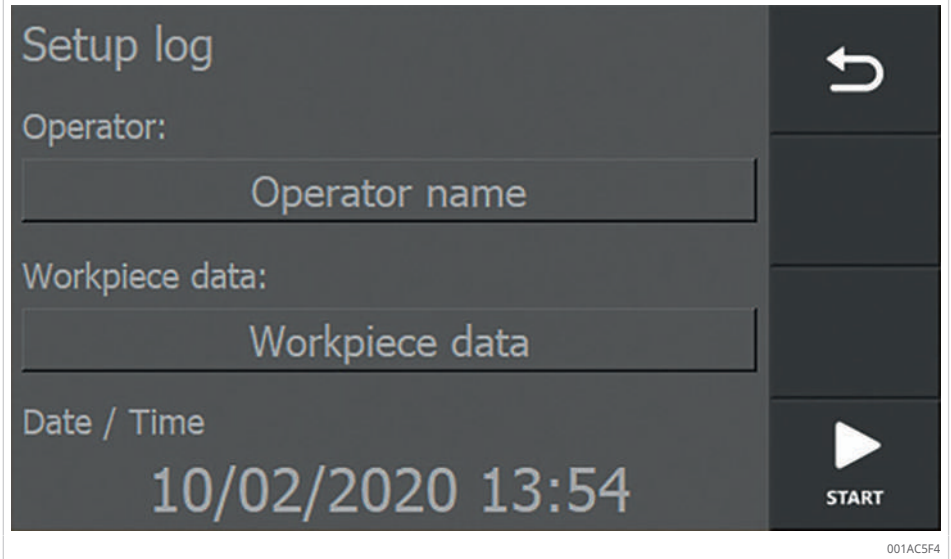 Setup log
Operator:
Operator name
Workpiece data:
Workpiece data
Date / Time
10/02/2020 13:54
START
001AC5F4